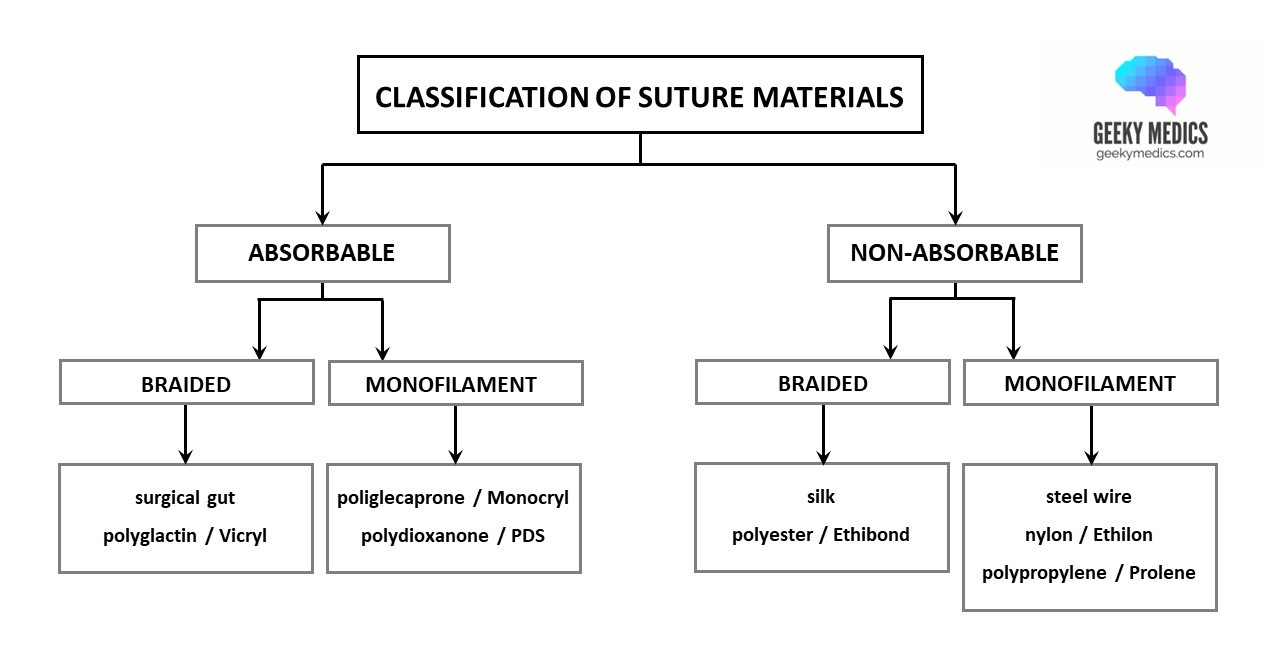 CLASSIFICATION OF SUTURE MATERIALS
GEEKY MEDICS
geekymedics.com
ABSORBABLE
NON-ABSORBABLE
BRAIDED
MONOFILAMENT
BRAIDED
MONOFILAMENT
surgical gut
polyglactin / Vicryl
poliglecaprone / Monocryl
polydioxanone / PDS
silk
polyester / Ethibond
steel wire
nylon / Ethilon
polypropylene / Prolene